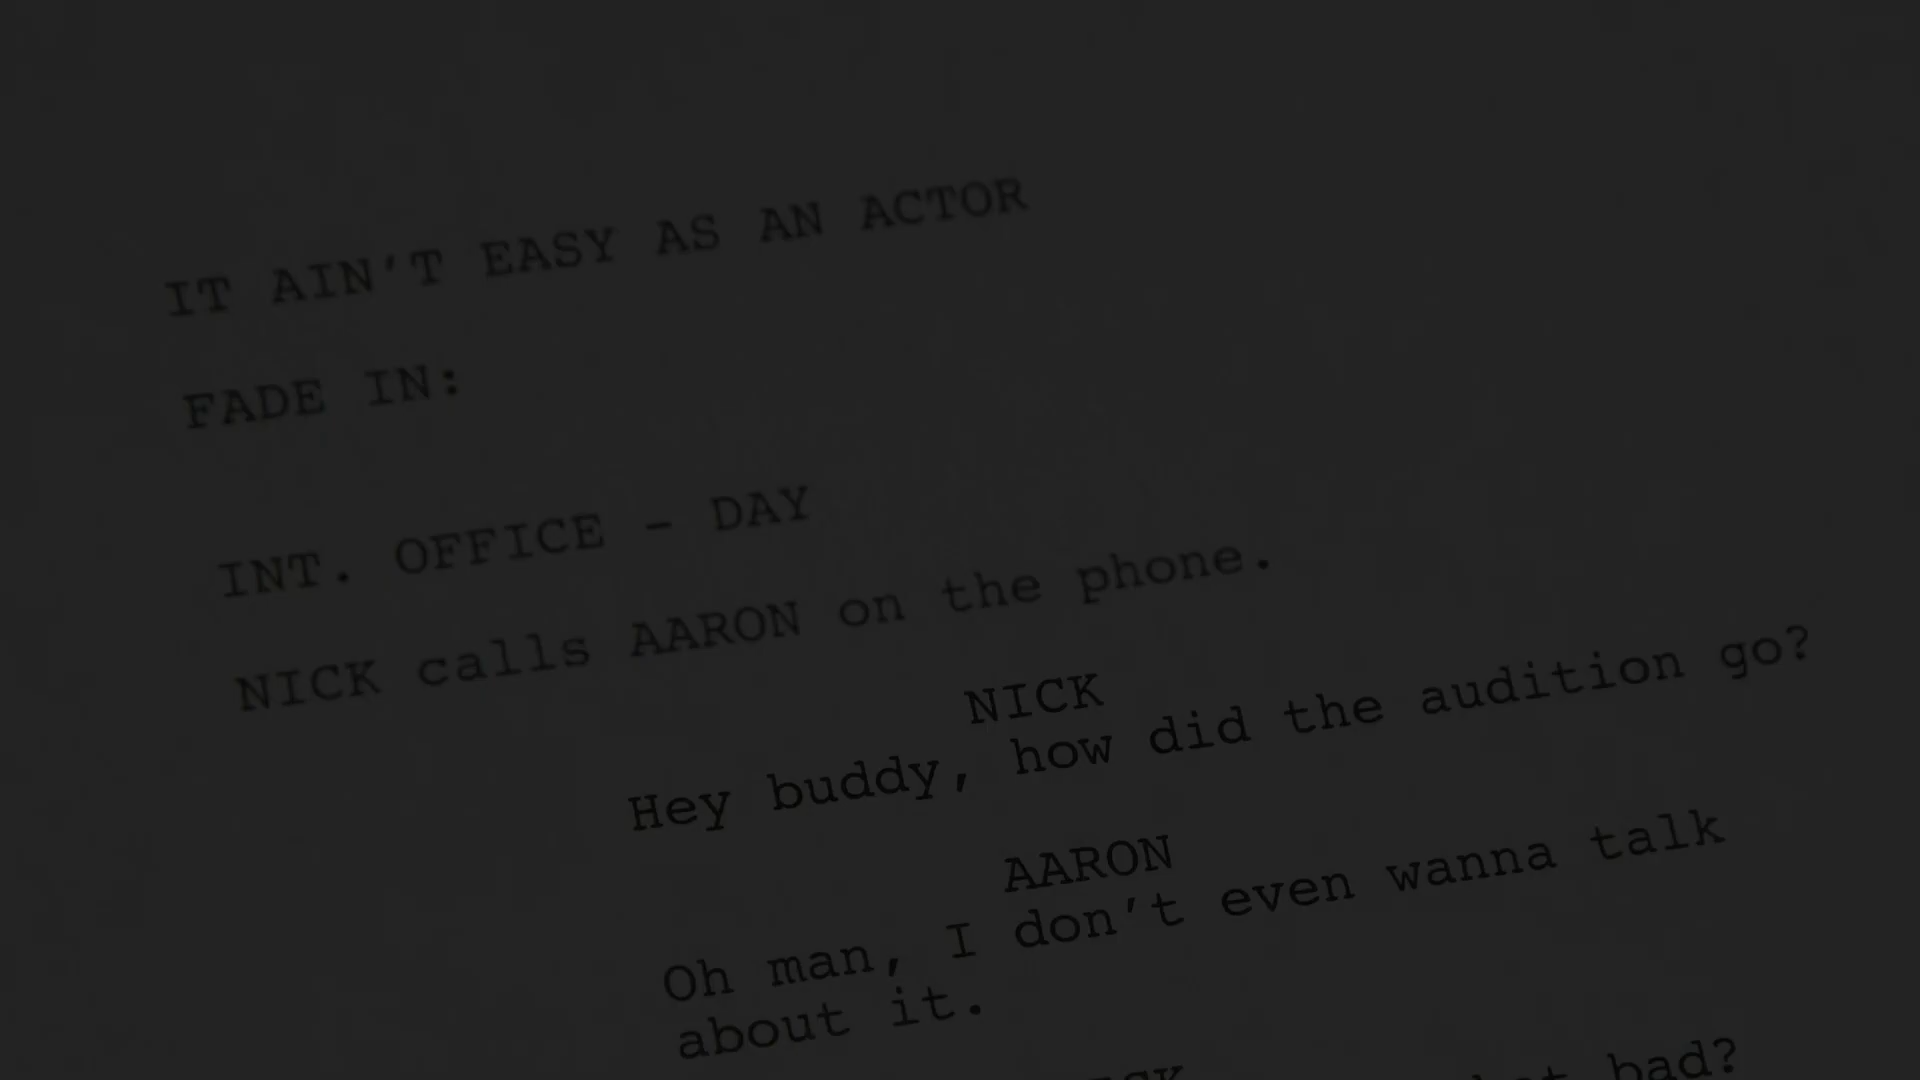 IT AIN'T EASY AS AN ACTOR
FADE IN:
INT. OFFICE - DAY
NICK calls AARON on the phone.
NICK
Hey buddy, how did the audition go?
AARON
Oh man, I don't even wanna talk
about it.
bad?